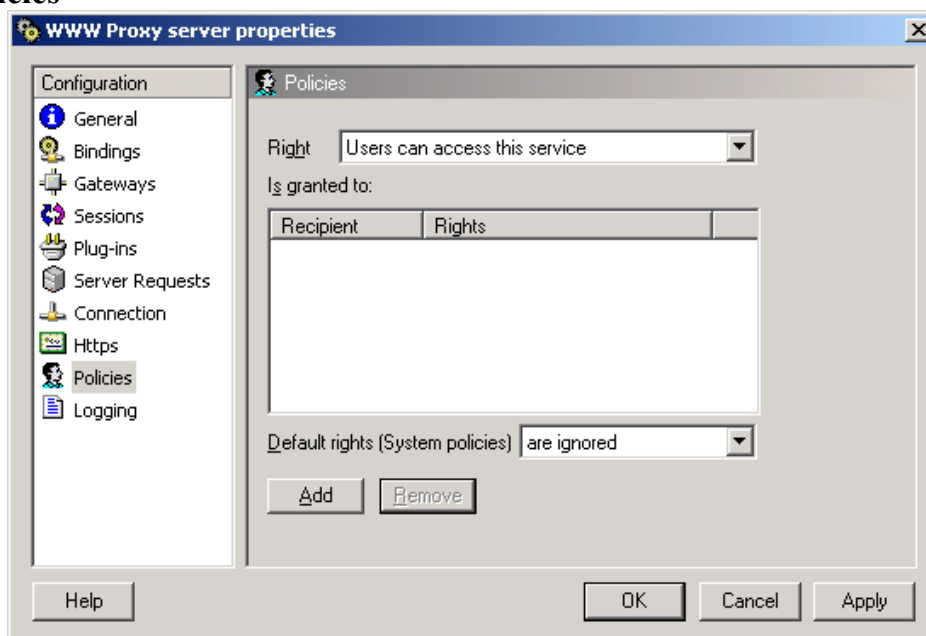 WWW Proxy server properties
Configuration
General
Bindings
Gateways
Sessions
Plug-ins
Server Requests
Connection
Https
Policies
Logging
Policies
Right Users can access this service
Is granted to:
Recipient Rights
Default rights (System policies) are ignored
Add Remove
Help OK Cancel Apply